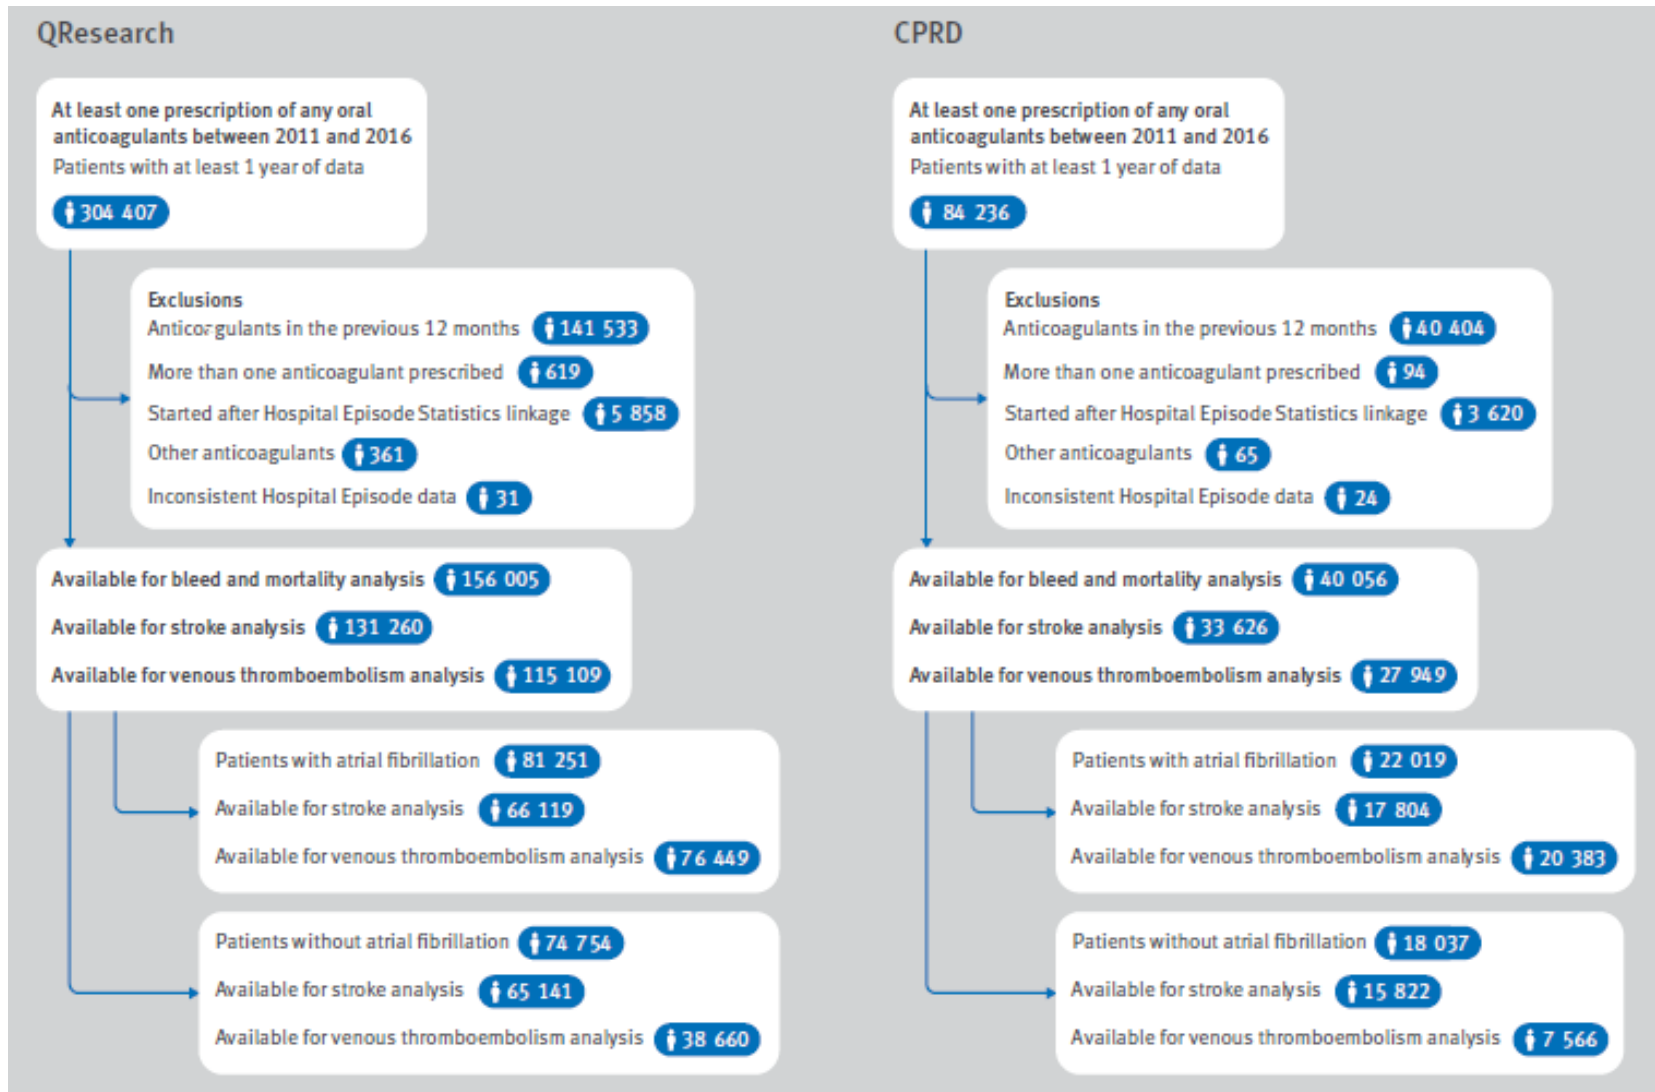 QResearch
At least one prescription of any oral
anticoagulants between 2011 and 2016
Patients with at least 1 year of data
304 407
Exclusions
Anticoagulants in the previous 12 months 141 533
More than one anticoagulant prescribed 619
Started after Hospital Episode Statistics linkage 5 858
Other anticoagulants 361
Inconsistent Hospital Episode data 31
Available for bleed and mortality analysis 156 005
Available for stroke analysis 131 260
Available for venous thromboembolism analysis 115 109
Patients with atrial fibrillation 81 251
Available for stroke analysis 66 119
Available for venous thromboembolism analysis 76 449
Patients without atrial fibrillation 74 754
Available for stroke analysis 65 141
Available for venous thromboembolism analysis 38 660
CPRD
At least one prescription of any oral
anticoagulants between 2011 and 2016
Patients with at least 1 year of data
84 236
Exclusions
Anticoagulants in the previous 12 months 40 404
More than one anticoagulant prescribed 94
Started after Hospital Episode Statistics linkage 3 620
Other anticoagulants 65
Inconsistent Hospital Episode data 24
Available for bleed and mortality analysis 40 056
Available for stroke analysis 33 626
Available for venous thromboembolism analysis 27 949
Patients with atrial fibrillation 22 019
Available for stroke analysis 17 804
Available for venous thromboembolism analysis 20 383
Patients without atrial fibrillation 18 037
Available for stroke analysis 15 822
Available for venous thromboembolism analysis 7 566